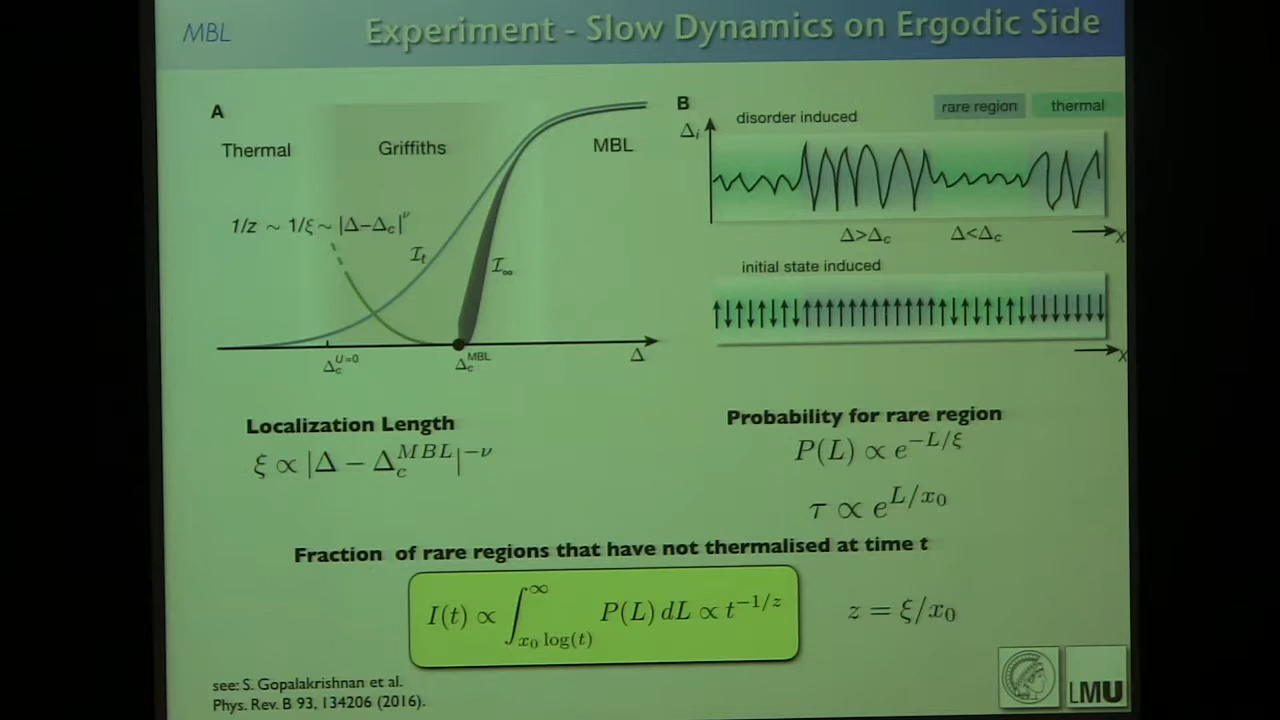 MBL
Experiment - Slow Dynamics on Ergodic Side
A
Thermal
Griffiths
MBL
1/z ~ 1/ξ ~ |Δ−Δc|^ν
I_t
I_∞
Δ_c^{U=0}
Δ_c^{MBL}
Δ
B
rare region
thermal
disorder induced
Δ_i
Δ>Δ_c
Δ<Δ_c
x
initial state induced
x
Localization Length
ξ ∝ |Δ − Δ_c^{MBL}|^{−ν}
Probability for rare region
P(L) ∝ e^{−L/ξ}
τ ∝ e^{L/x_0}
Fraction of rare regions that have not thermalised at time t
I(t) ∝ ∫_{x_0 log(t)}^{∞} P(L) dL ∝ t^{−1/z}
z = ξ/x_0
see: S. Gopalakrishnan et al.
Phys. Rev. B 93, 134206 (2016).
LMU